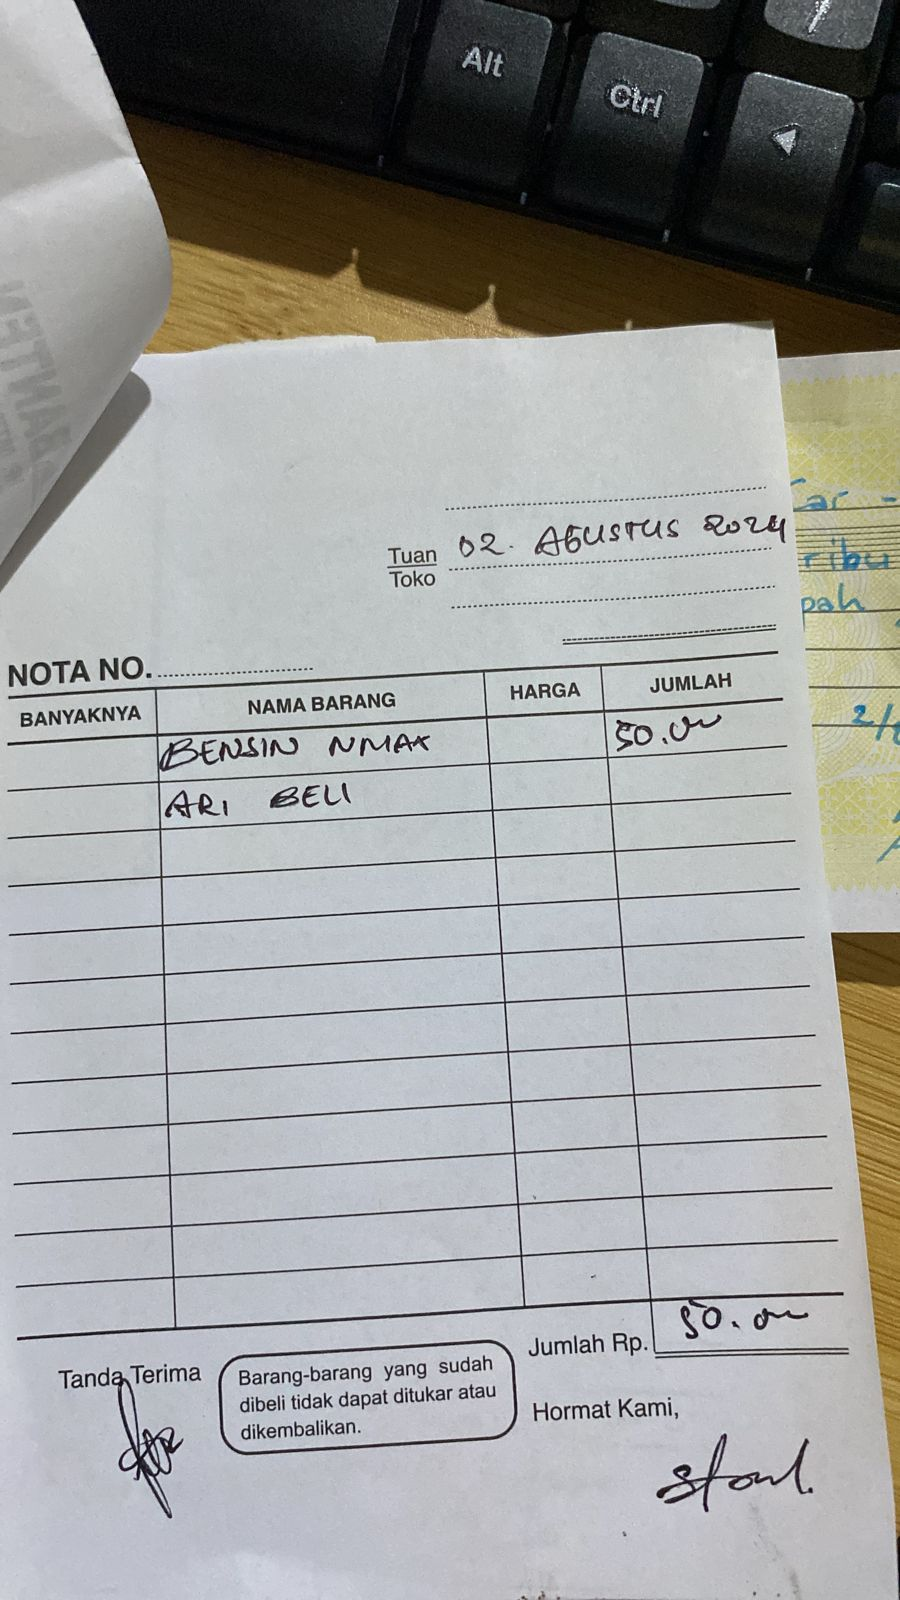 Alt
Ctrl
02. AGUSTUS 2024
Tuan
Toko
ribu
pah
NOTA NO.
BANYAKNYA NAMA BARANG HARGA JUMLAH
BENSIN NMAX 50.000
ARI BELI
Jumlah Rp. 50.000
Tanda Terima
Barang-barang yang sudah
dibeli tidak dapat ditukar atau
dikembalikan.
Hormat Kami,